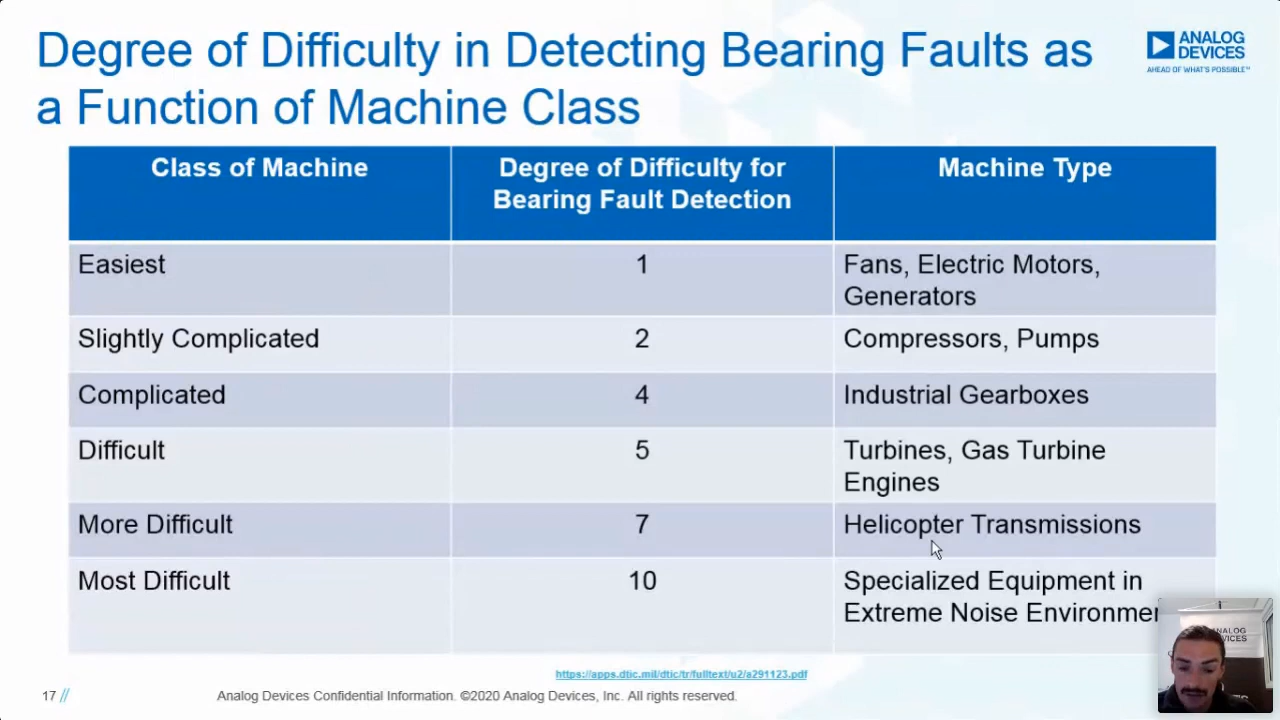 Degree of Difficulty in Detecting Bearing Faults as
a Function of Machine Class
ANALOG
DEVICES
AHEAD OF WHAT'S POSSIBLE™
Class of Machine
Degree of Difficulty for
Bearing Fault Detection
Machine Type
Easiest
1
Fans, Electric Motors,
Generators
Slightly Complicated
2
Compressors, Pumps
Complicated
4
Industrial Gearboxes
Difficult
5
Turbines, Gas Turbine
Engines
More Difficult
7
Helicopter Transmissions
Most Difficult
10
Specialized Equipment in
Extreme Noise
ANALOG
DEVICES
https://apps.dtic.mil/dtic/tr/fulltext/u2/a291123.pdf
17 //
Analog Devices Confidential Information. ©2020 Analog Devices, Inc. All rights reserved.